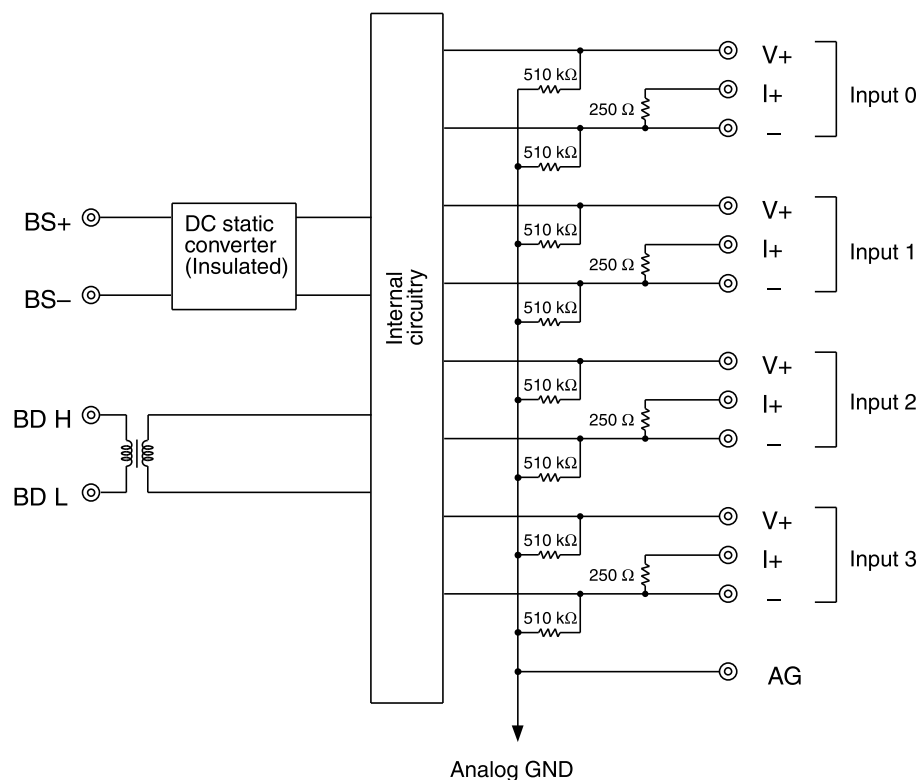 V+
510 kΩ
I+
Input 0
250 Ω
–
510 kΩ
BS+
DC static
converter
(Insulated)
BS–
BD H
BD L
Internal
circuitry
V+
510 kΩ
I+
Input 1
250 Ω
–
510 kΩ
V+
510 kΩ
I+
Input 2
250 Ω
–
510 kΩ
V+
510 kΩ
I+
Input 3
250 Ω
–
510 kΩ
AG
Analog GND